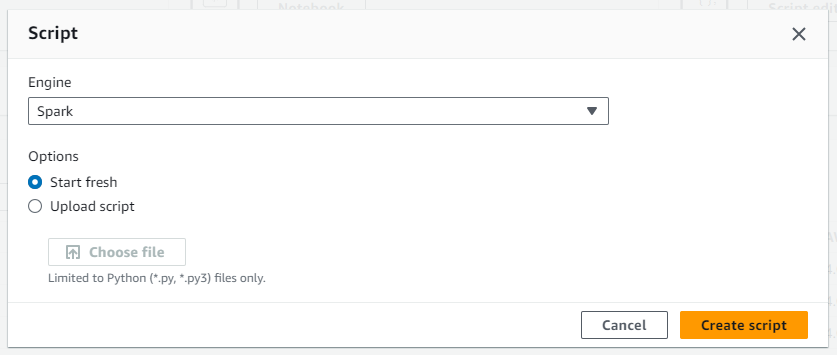 Notebook
Script edit
Script
Engine
Spark
Options
Start fresh
Upload script
Choose file
Limited to Python (*.py, *.py3) files only.
Cancel
Create script